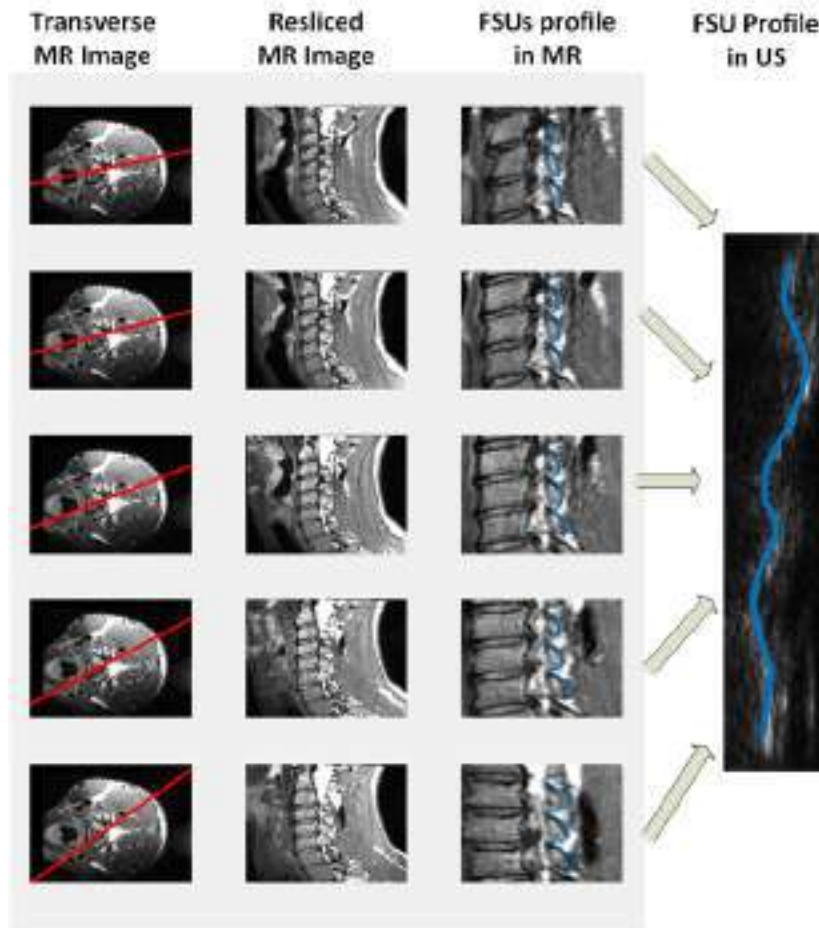 Transverse
MR Image
Resliced
MR Image
FSUs profile
in MR
FSU Profile
in US